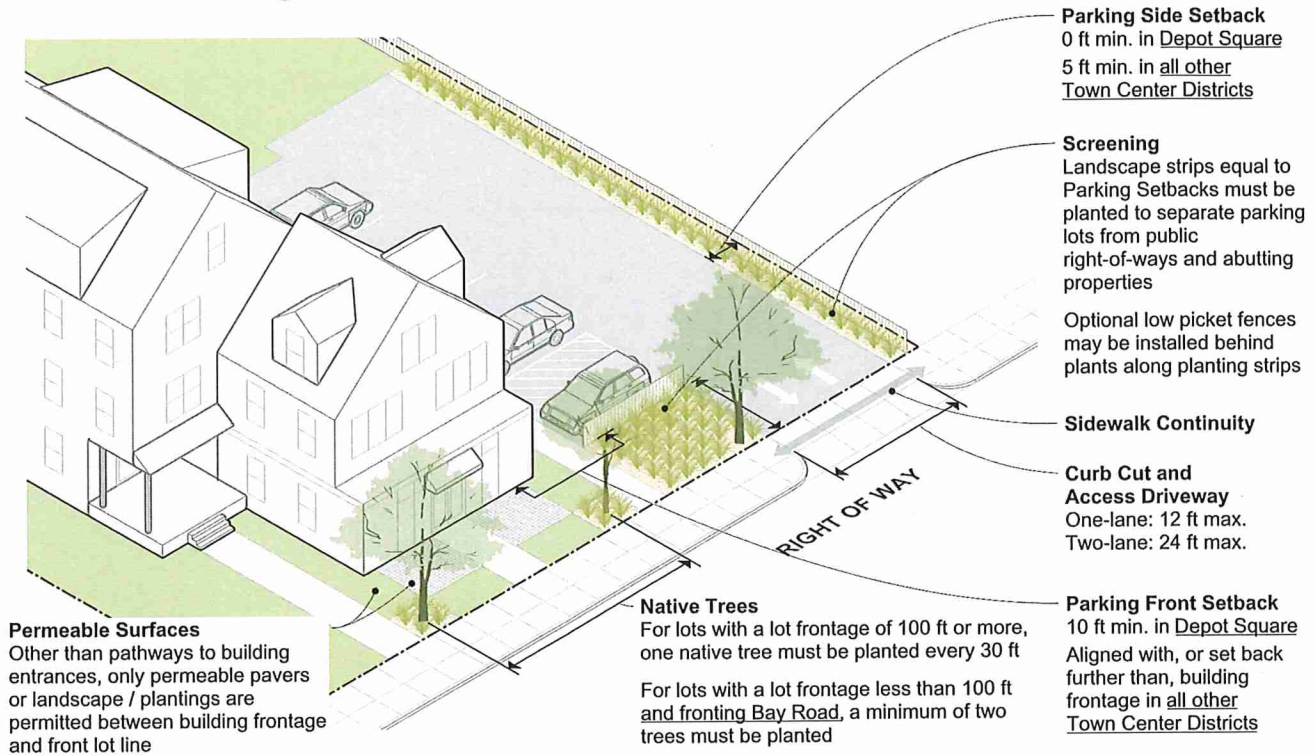 Parking Side Setback
0 ft min. in Depot Square
5 ft min. in all other
Town Center Districts
Screening
Landscape strips equal to
Parking Setbacks must be
planted to separate parking
lots from public
right-of-ways and abutting
properties
Optional low picket fences
may be installed behind
plants along planting strips
Sidewalk Continuity
Curb Cut and
Access Driveway
One-lane: 12 ft max.
Two-lane: 24 ft max.
RIGHT OF WAY
Parking Front Setback
10 ft min. in Depot Square
Aligned with, or set back
further than, building
frontage in all other
Town Center Districts
Native Trees
For lots with a lot frontage of 100 ft or more,
one native tree must be planted every 30 ft
For lots with a lot frontage less than 100 ft
and fronting Bay Road, a minimum of two
trees must be planted
Permeable Surfaces
Other than pathways to building
entrances, only permeable pavers
or landscape / plantings are
permitted between building frontage
and front lot line